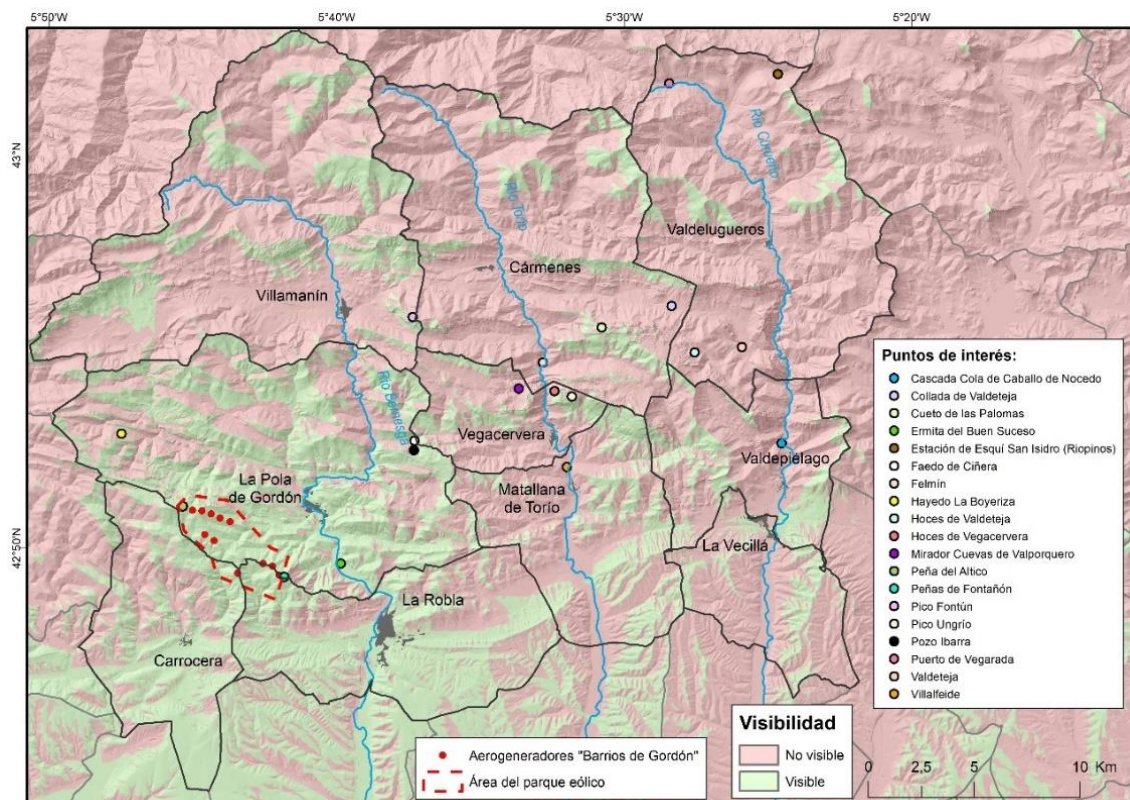 5°50'W
5°40'W
5°30'W
5°20'W
43°N
42°50'N
Río Torío
Río Curueño
Valdelugueros
Cármenes
Villamanín
Río Bernesga
Vegacervera
Valdepiélago
La Pola
de Gordón
Matallana
de Torío
La Vecilla
La Robla
Carrocera
Puntos de interés:
Cascada Cola de Caballo de Nocedo
Collada de Valdeteja
Cueto de las Palomas
Ermita del Buen Suceso
Estación de Esquí San Isidro (Riopinos)
Faedo de Ciñera
Felmín
Hayedo La Boyeriza
Hoces de Valdeteja
Hoces de Vegacervera
Mirador Cuevas de Valporquero
Peña del Altico
Peñas de Fontañón
Pico Fontún
Pico Ungrío
Pozo Ibarra
Puerto de Vegarada
Valdeteja
Villalfeide
Aerogeneradores "Barrios de Gordón"
Área del parque eólico
Visibilidad
No visible
Visible
0 2,5 5 10 Km